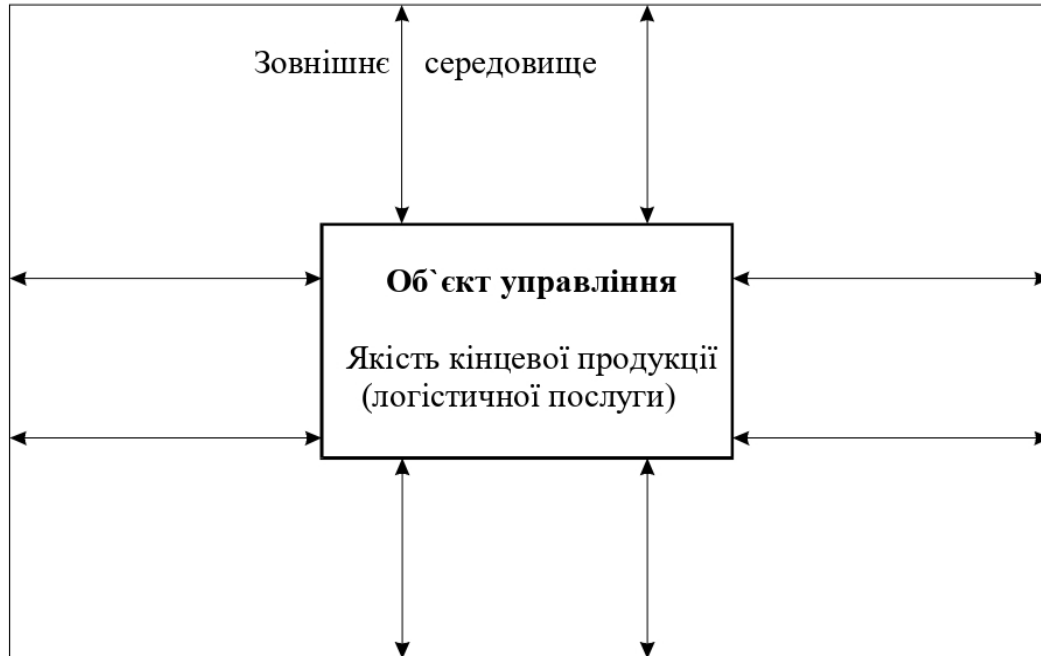 Зовнішнє середовище
Об`єкт управління
Якість кінцевої продукції
(логістичної послуги)